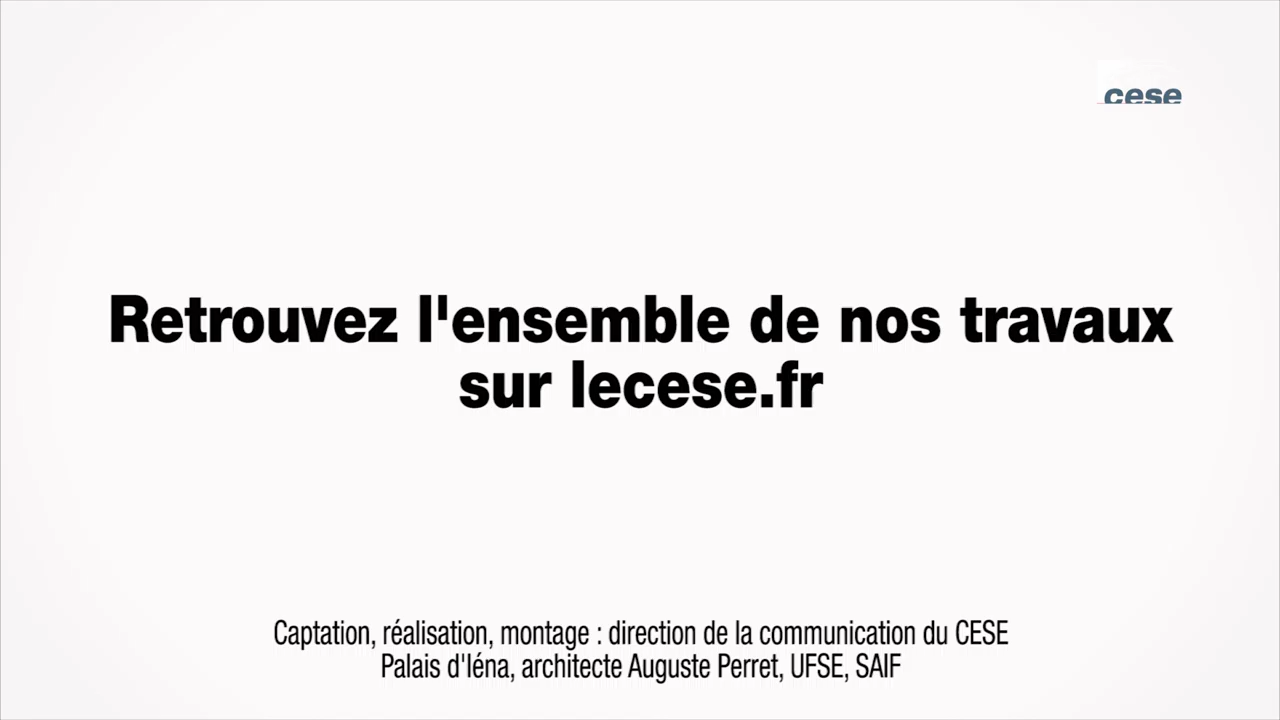 cese
Retrouvez l'ensemble de nos travaux
sur lecese.fr
Captation, réalisation, montage : direction de la communication du CESE
Palais d'Iéna, architecte Auguste Perret, UFSE, SAIF